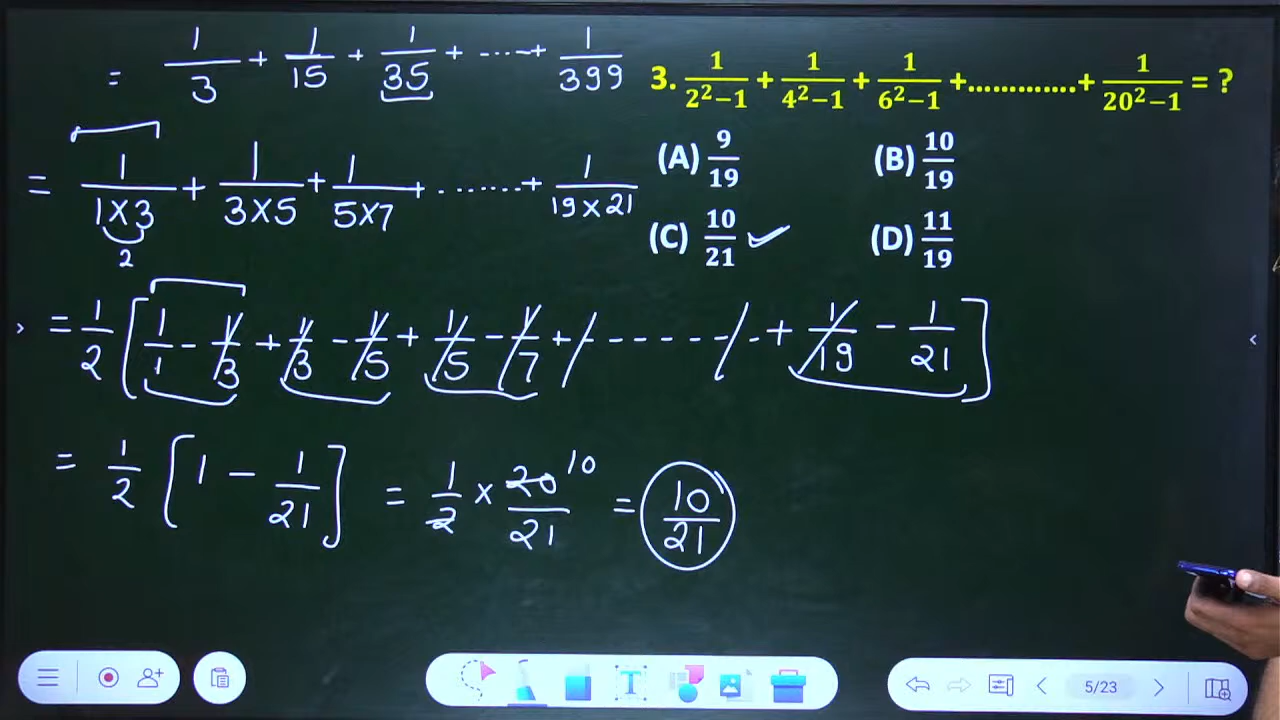 = 1/3 + 1/15 + 1/35 + ..... + 1/399
3. 1/(2²−1) + 1/(4²−1) + 1/(6²−1) +.............+ 1/(20²−1) = ?
(A) 9/19 (B) 10/19
(C) 10/21 ✓ (D) 11/19
= 1/(1×3) + 1/(3×5) + 1/(5×7) + ........ + 1/(19×21)
2
= 1/2 [1/1 − 1/3 + 1/3 − 1/5 + 1/5 − 1/7 + / - - - - - - / . + 1/19 − 1/21]
= 1/2 [1 − 1/21] = 1/2 × 20/21 10 = 10/21
T
5/23